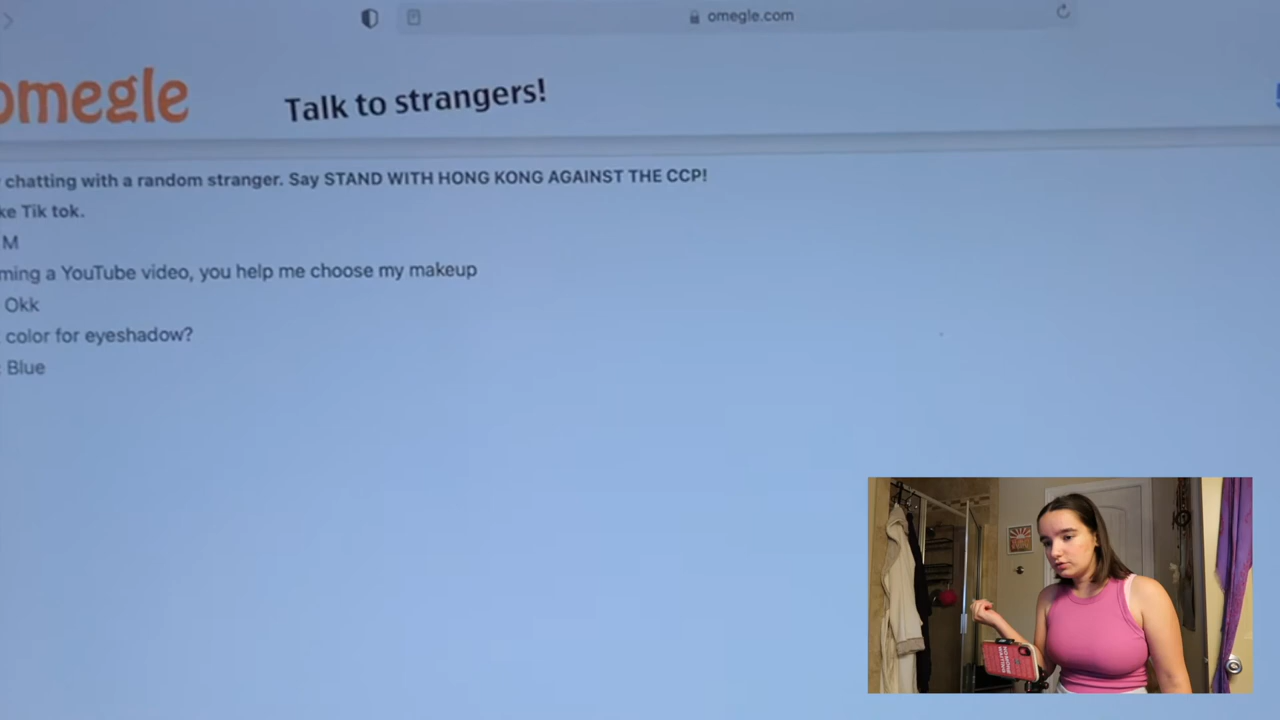 omegle.com
omegle
Talk to strangers!
chatting with a random stranger. Say STAND WITH HONG KONG AGAINST THE CCP!
ke Tik tok.
M
ming a YouTube video, you help me choose my makeup
Okk
color for eyeshadow?
: Blue